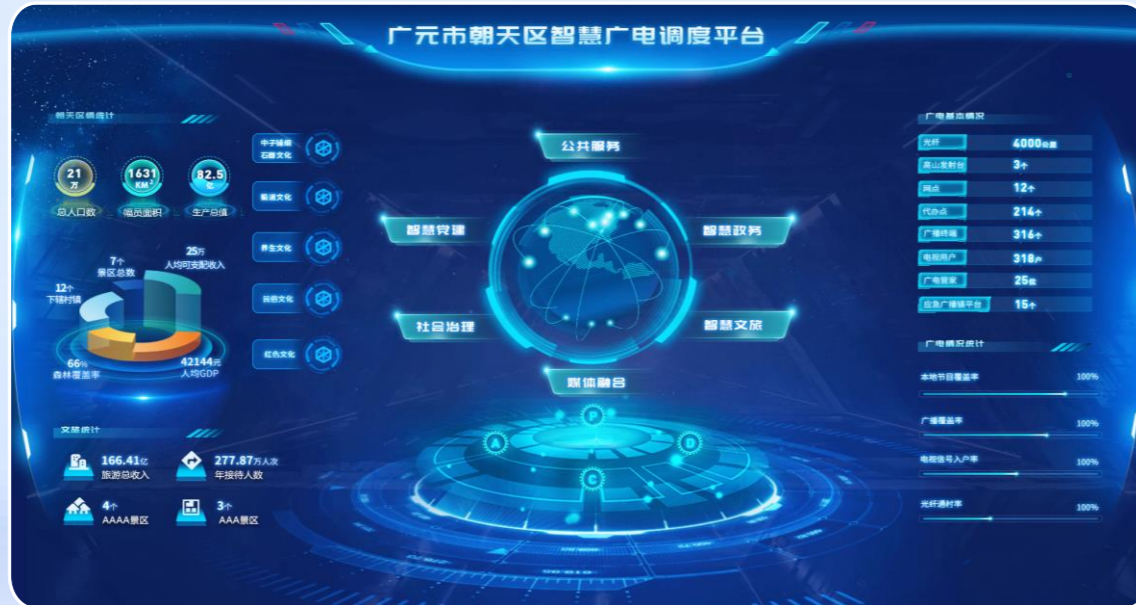 广元市朝天区智慧广电调度平台
朝天区情统计
21
万
总人口数
1631
KM²
幅员面积
82.5
亿
生产总值
7个
景区总数
25万
人均可支配收入
12个
下辖村镇
66%
森林覆盖率
42144元
人均GDP
文旅统计
166.41亿
旅游总收入
277.87万人次
年接待人数
4个
AAAA景区
3个
AAA景区
石器文化
蜀道文化
养生文化
民俗文化
红色文化
公共服务
智慧党建
智慧政务
社会治理
智慧文旅
媒体融合
P
A
D
C
广电基本情况
光纤 4000公里
高山发射台 3个
网点 12个
代办点 214个
广播终端 316个
电视用户 318户
广电管家 25位
应急广播镇平台 15个
广电情况统计
本地节目覆盖率 100%
广播覆盖率 100%
电视信号入户率 100%
光纤通村率 100%